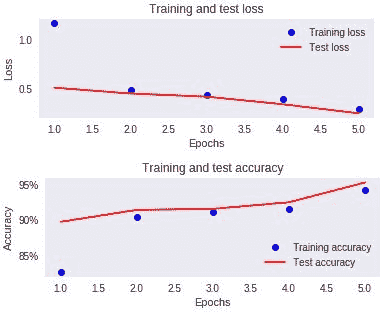 Training and test loss
1.0
0.5
Loss
Training loss
Test loss
1.0 1.5 2.0 2.5 3.0 3.5 4.0 4.5 5.0
Epochs
Training and test accuracy
95%
90%
85%
Accuracy
Training accuracy
Test accuracy
1.0 1.5 2.0 2.5 3.0 3.5 4.0 4.5 5.0
Epochs